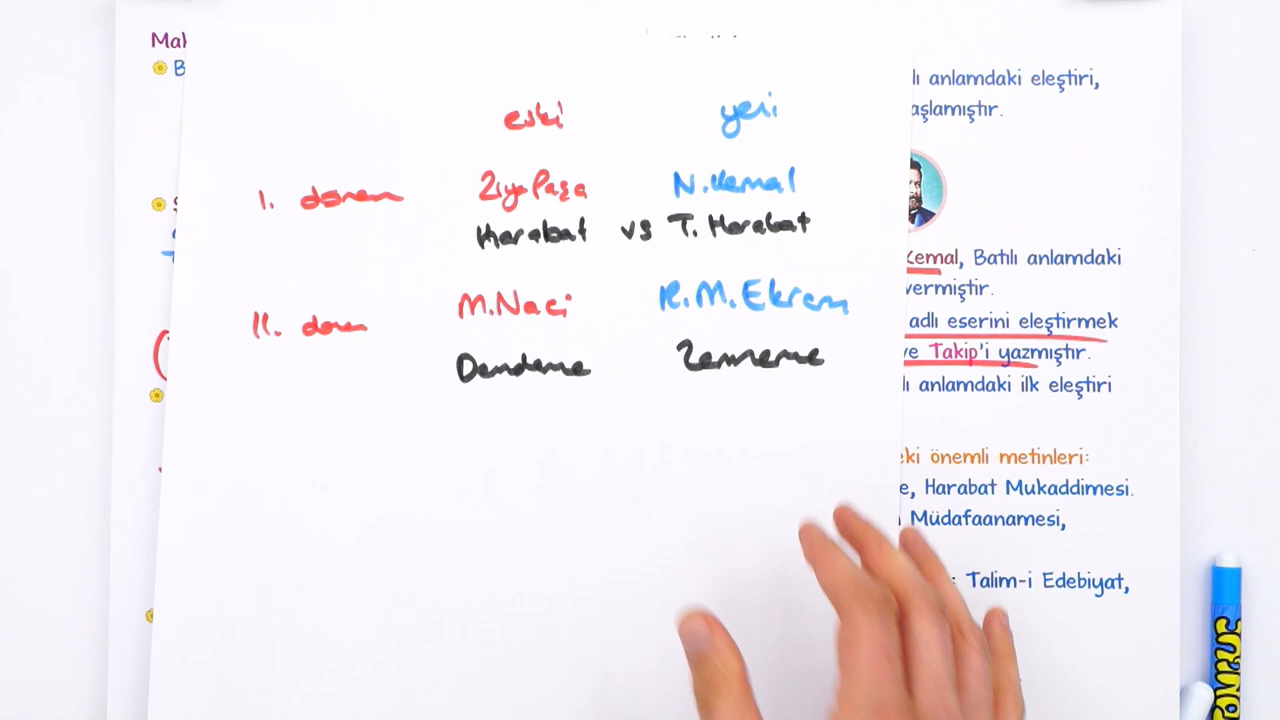 Mak
B
eski yeni
I. dönem Ziya Paşa N. Kemal
Harabat vs T. Harabat
II. dönem M. Naci R. M. Ekrem
Demdeme Zemzeme
lı anlamdaki eleştiri,
aşlamıştır.
Kemal, Batılı anlamdaki
vermiştir.
adlı eserini eleştirmek
ve Takip'i yazmıştır.
lı anlamdaki ilk eleştiri
ki önemli metinleri:
e, Harabat Mukaddimesi.
Müdafaanamesi,
: Talim-i Edebiyat,